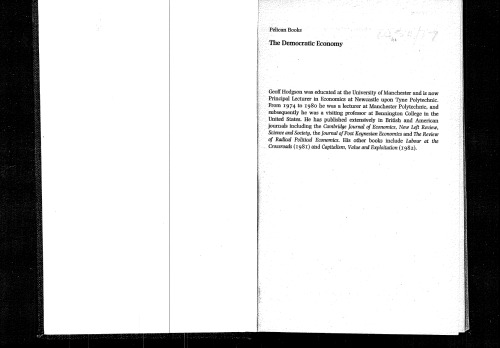 Pelican Books
The Democratic Economy
Geoff Hodgson was educated at the University of Manchester and is now
Principal Lecturer in Economics at Newcastle upon Tyne Polytechnic.
From 1974 to 1980 he was a lecturer at Manchester Polytechnic, and
subsequently he was a visiting professor at Bennington College in the
United States. He has published extensively in British and American
journals including the Cambridge Journal of Economics, New Left Review,
Science and Society, the Journal of Post Keynesian Economics and The Review
of Radical Political Economics. His other books include Labour at the
Crossroads (1981) and Capitalism, Value and Exploitation (1982).